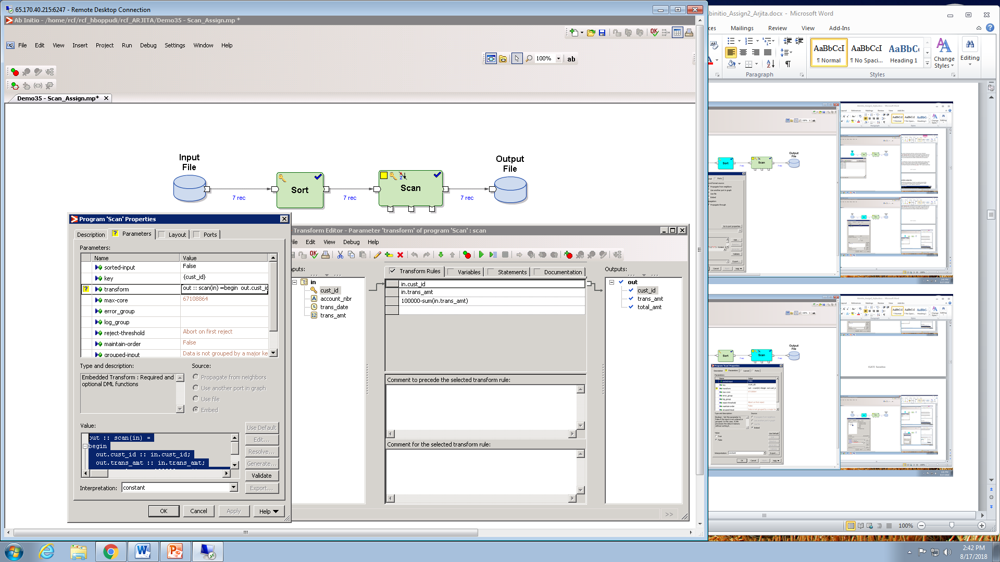 65.170.40.215:6247 - Remote Desktop Connection
Ab Initio - /home/rcf/rcf_hboppudi/rcf_ARJITA/Demo35 - Scan_Assign.mp *
File Edit View Insert Project Run Debug Settings Window Help
100%
ab
Demo35 - Scan_Assign.mp*
Input File
Sort
Scan
Output File
7 rec
7 rec
7 rec
Program 'Scan' Properties
Description Parameters Layout Ports
Parameters:
Name Value
sorted-input False
key {cust_id}
transform out :: scan(in) =begin out.cust_id
max-core 67108864
error_group
log_group
reject-threshold Abort on first reject
maintain-order False
grouped-input Data is not grouped by a major ke
Type and description:
Embedded Transform : Required and optional DML functions
Source:
Propagate from neighbors
Use another port in graph
Use file
Embed
Value:
out :: scan(in) =
begin
out.cust_id :: in.cust_id;
out.trans_amt :: in.trans_amt;
Use Default
Edit...
Resolve...
Generate...
Validate
Export...
Interpretation: constant
OK Cancel Apply Help
Transform Editor - Parameter 'transform' of program 'Scan' : scan
File Edit View Debug Help
OK
Transform Rules Variables Statements Documentation
in
cust_id
account_nbr
trans_date
trans_amt
in.cust_id
in.trans_amt
100000-sum(in.trans_amt)
Outputs:
out
cust_id
trans_amt
total_amt
Comment to precede the selected transform rule:
Comment for the selected transform rule:
>>
binitio_Assign2_Arjita.docx - Microsoft Word
ces Mailings Review View Add-Ins
AaBbCcI AaBbCcI AaBbC
¶ Normal ¶ No Spaci... Heading 1
Change Styles
Editing
Paragraph
Styles
100%
2:42 PM
8/17/2018